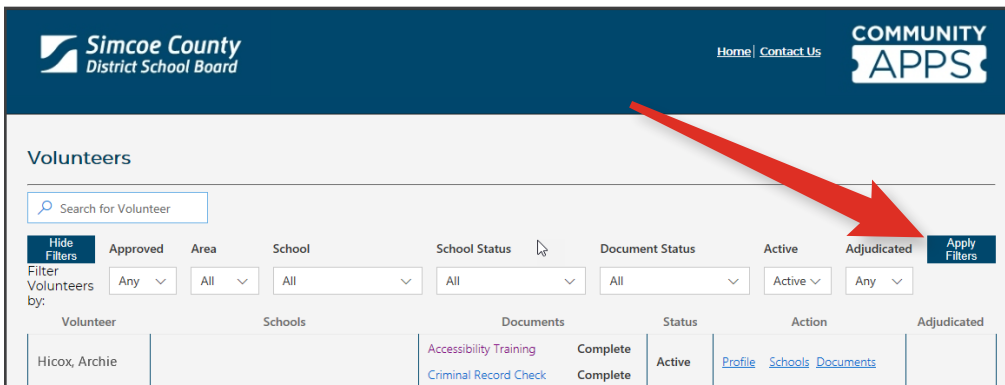 Simcoe County
District School Board
Home| Contact Us
COMMUNITY
APPS
Volunteers
Search for Volunteer
Hide Filters Approved Area School School Status Document Status Active Adjudicated Apply Filters
Filter Volunteers by: Any All All All All Active Any
Volunteer Schools Documents Status Action Adjudicated
Hicox, Archie Accessibility Training Complete Active Profile Schools Documents
Criminal Record Check Complete